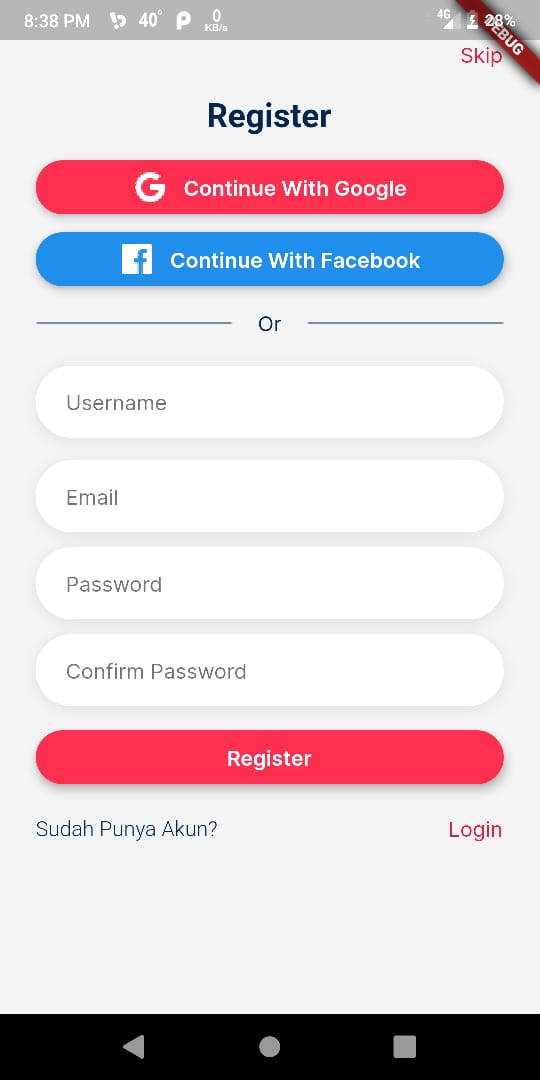 8:38 PM 40° 0 KB/s 4G 28%
DEBUG
Skip
Register
Continue With Google
Continue With Facebook
Or
Username
Email
Password
Confirm Password
Register
Sudah Punya Akun? Login